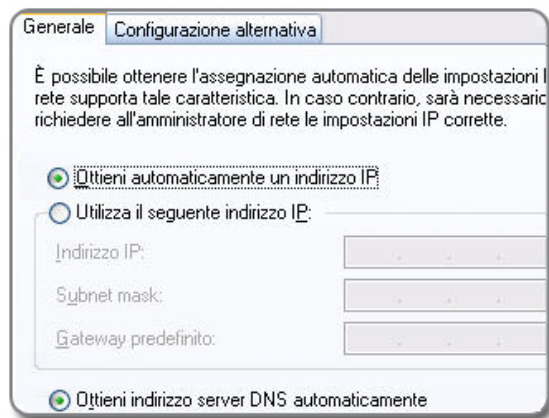 Generale
Configurazione alternativa
È possibile ottenere l'assegnazione automatica delle impostazioni
rete supporta tale caratteristica. In caso contrario, sarà necessario
richiedere all'amministratore di rete le impostazioni IP corrette.
Ottieni automaticamente un indirizzo IP
Utilizza il seguente indirizzo IP:
Indirizzo IP:
Subnet mask:
Gateway predefinito:
Ottieni indirizzo server DNS automaticamente